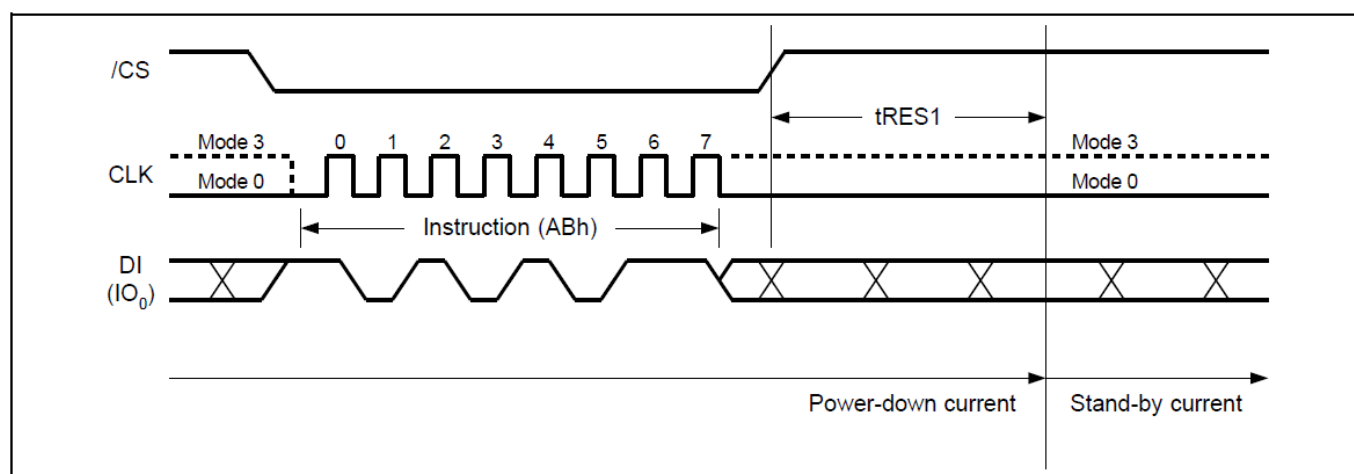 /CS
tRES1
Mode 3 0 1 2 3 4 5 6 7 Mode 3
CLK
Mode 0 Mode 0
Instruction (ABh)
DI
(IO0)
Power-down current Stand-by current